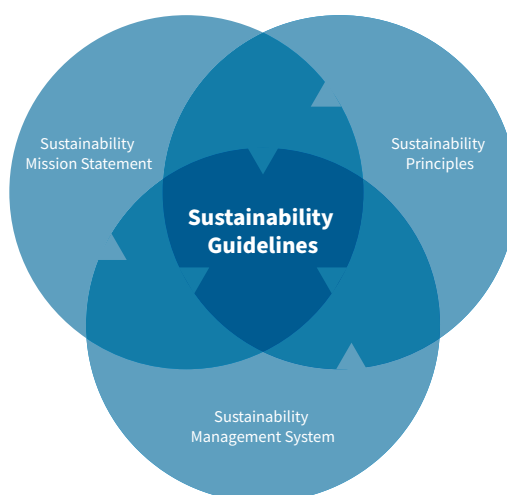 Sustainability
Mission Statement
Sustainability
Principles
Sustainability
Guidelines
Sustainability
Management System